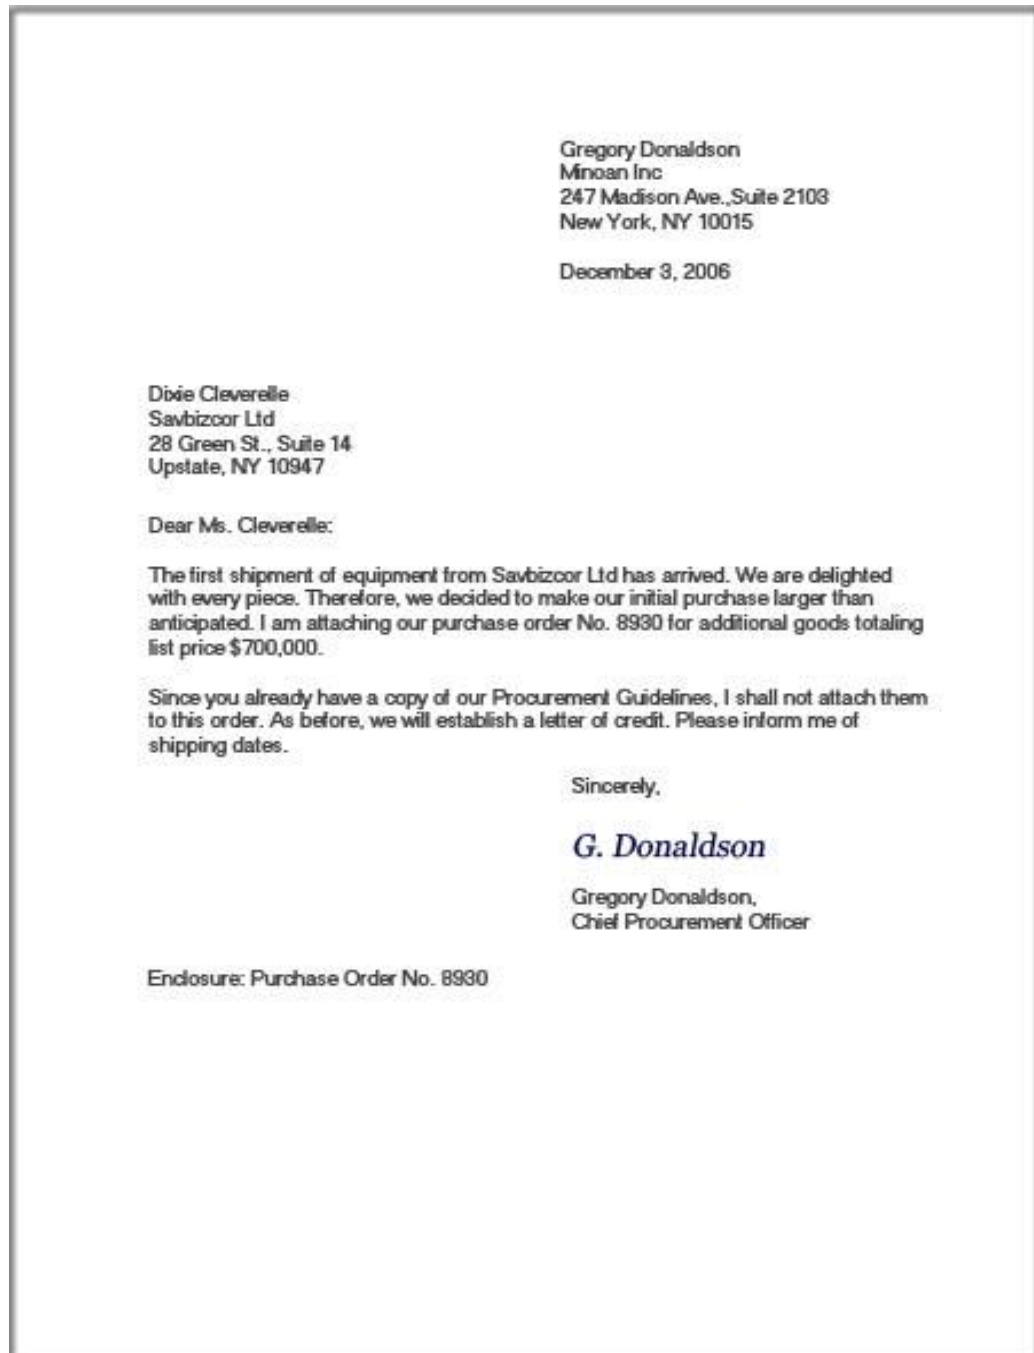 Gregory Donaldson
Minoan Inc
247 Madison Ave.,Suite 2103
New York, NY 10015
December 3, 2006
Dixie Cleverelle
Savbizcor Ltd
28 Green St., Suite 14
Upstate, NY 10947
Dear Ms. Cleverelle:
The first shipment of equipment from Savbizcor Ltd has arrived. We are delighted
with every piece. Therefore, we decided to make our initial purchase larger than
anticipated. I am attaching our purchase order No. 8930 for additional goods totaling
list price $700,000.
Since you already have a copy of our Procurement Guidelines, I shall not attach them
to this order. As before, we will establish a letter of credit. Please inform me of
shipping dates.
Sincerely,
G. Donaldson
Gregory Donaldson,
Chief Procurement Officer
Enclosure: Purchase Order No. 8930